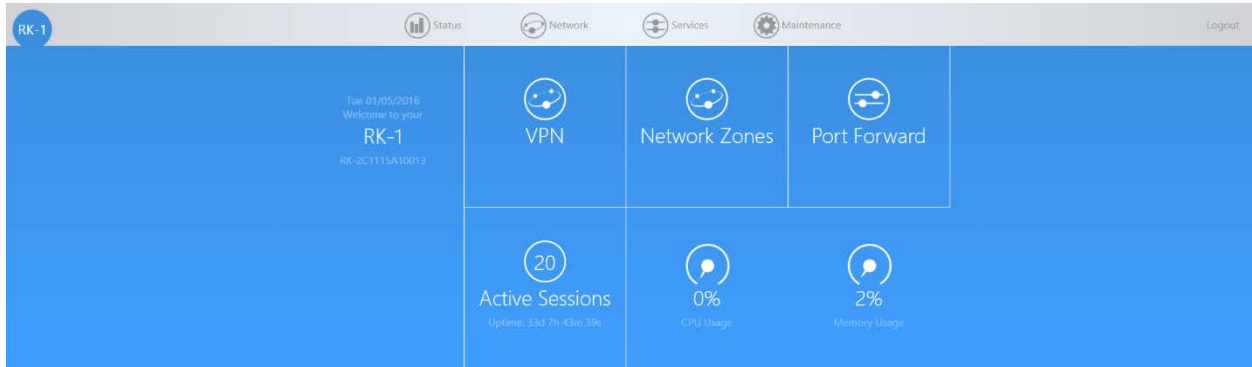 RK-1
Status
Network
Services
Maintenance
Logout
Tue 01/05/2016
Welcome to your
RK-1
RK-2C1115A10013
VPN
Network Zones
Port Forward
20
Active Sessions
Uptime: 33d 7h 43m 39s
0%
CPU Usage
2%
Memory Usage